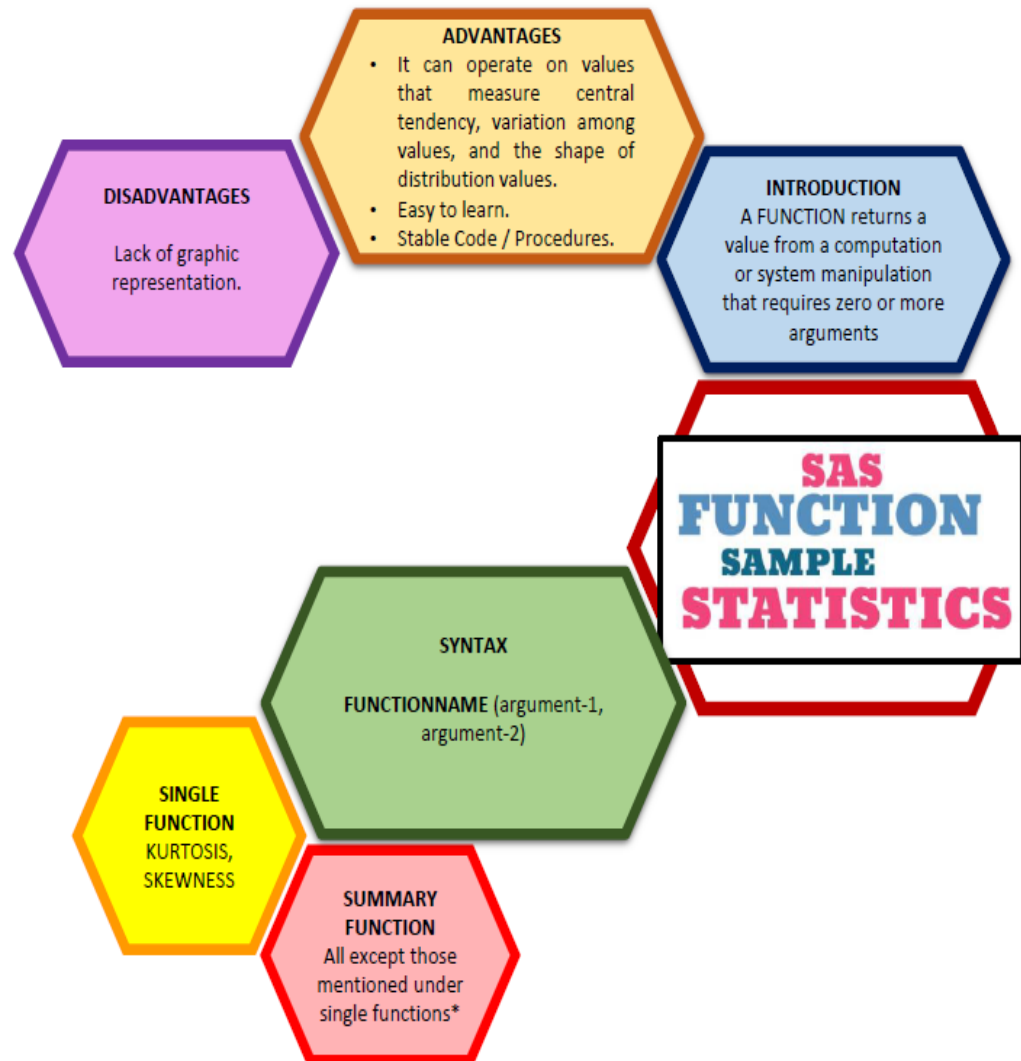 ADVANTAGES
• It can operate on values
that measure central
tendency, variation among
values, and the shape of
distribution values.
• Easy to learn.
• Stable Code / Procedures.
DISADVANTAGES
Lack of graphic
representation.
INTRODUCTION
A FUNCTION returns a
value from a computation
or system manipulation
that requires zero or more
arguments
SAS
FUNCTION
SAMPLE
STATISTICS
SYNTAX
FUNCTIONNAME (argument-1,
argument-2)
SINGLE
FUNCTION
KURTOSIS,
SKEWNESS
SUMMARY
FUNCTION
All except those
mentioned under
single functions*